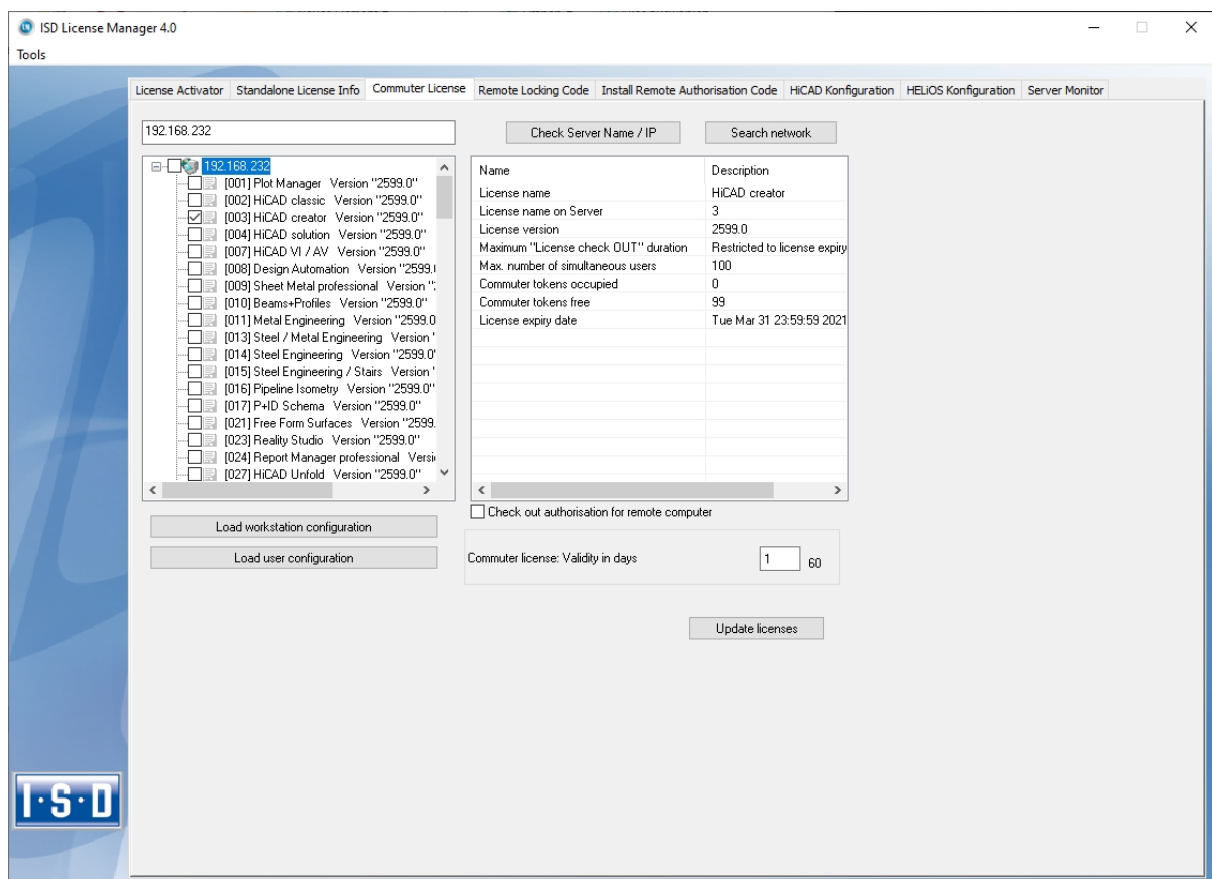 ISD License Manager 4.0
Tools
License Activator Standalone License Info Commuter License Remote Locking Code Install Remote Authorisation Code HiCAD Konfiguration HELiOS Konfiguration Server Monitor
192.168.232
Check Server Name / IP
Search network
192.168.232
[001] Plot Manager Version "2599.0"
[002] HiCAD classic Version "2599.0"
[003] HiCAD creator Version "2599.0"
[004] HiCAD solution Version "2599.0"
[007] HiCAD VI / AV Version "2599.0"
[008] Design Automation Version "2599.
[009] Sheet Metal professional Version "
[010] Beams+Profiles Version "2599.0"
[011] Metal Engineering Version "2599.0
[013] Steel / Metal Engineering Version "
[014] Steel Engineering Version "2599.0"
[015] Steel Engineering / Stairs Version "
[016] Pipeline Isometry Version "2599.0"
[017] P+ID Schema Version "2599.0"
[021] Free Form Surfaces Version "2599.
[023] Reality Studio Version "2599.0"
[024] Report Manager professional Versi
[027] HiCAD Unfold Version "2599.0"
Name Description
License name HiCAD creator
License name on Server 3
License version 2599.0
Maximum "License check OUT" duration Restricted to license expiry
Max. number of simultaneous users 100
Commuter tokens occupied 0
Commuter tokens free 99
License expiry date Tue Mar 31 23:59:59 2021
Check out authorisation for remote computer
Load workstation configuration
Load user configuration
Commuter license: Validity in days 1 60
Update licenses
I·S·D